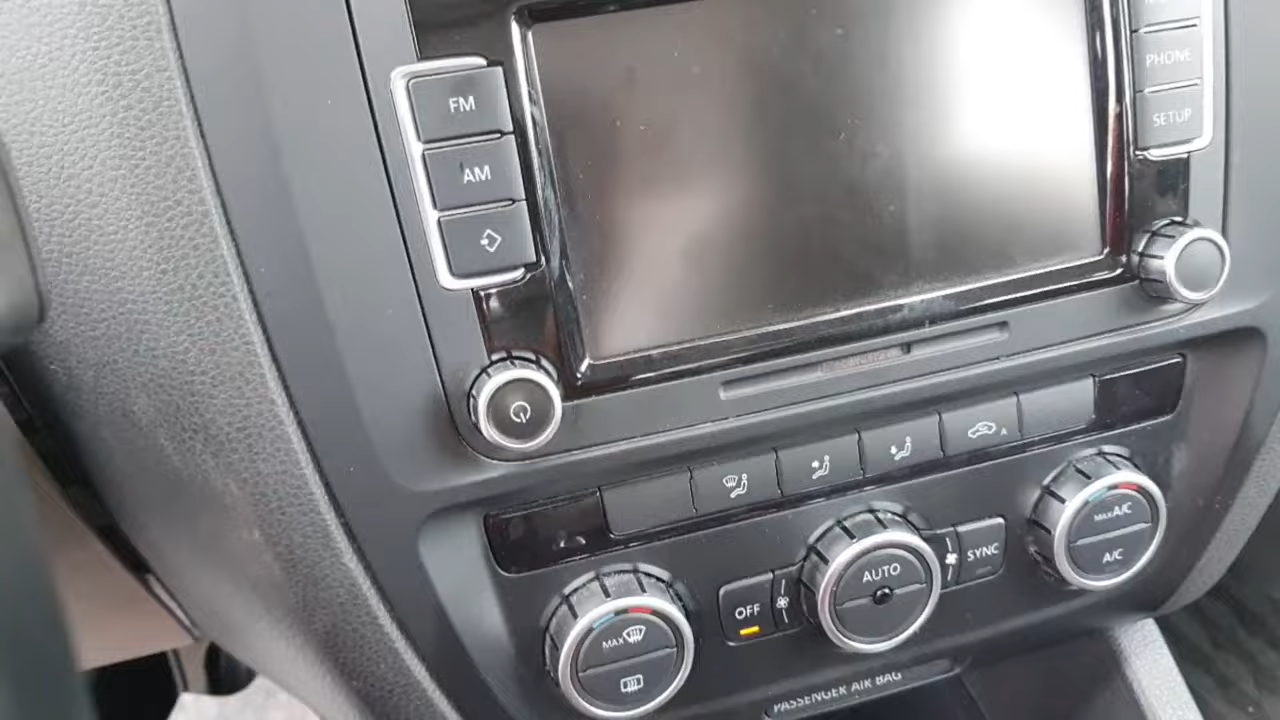 FM
AM
PHONE
SETUP
A
OFF
AUTO
SYNC
MAX A/C
A/C
MAX
PASSENGER AIR BAG